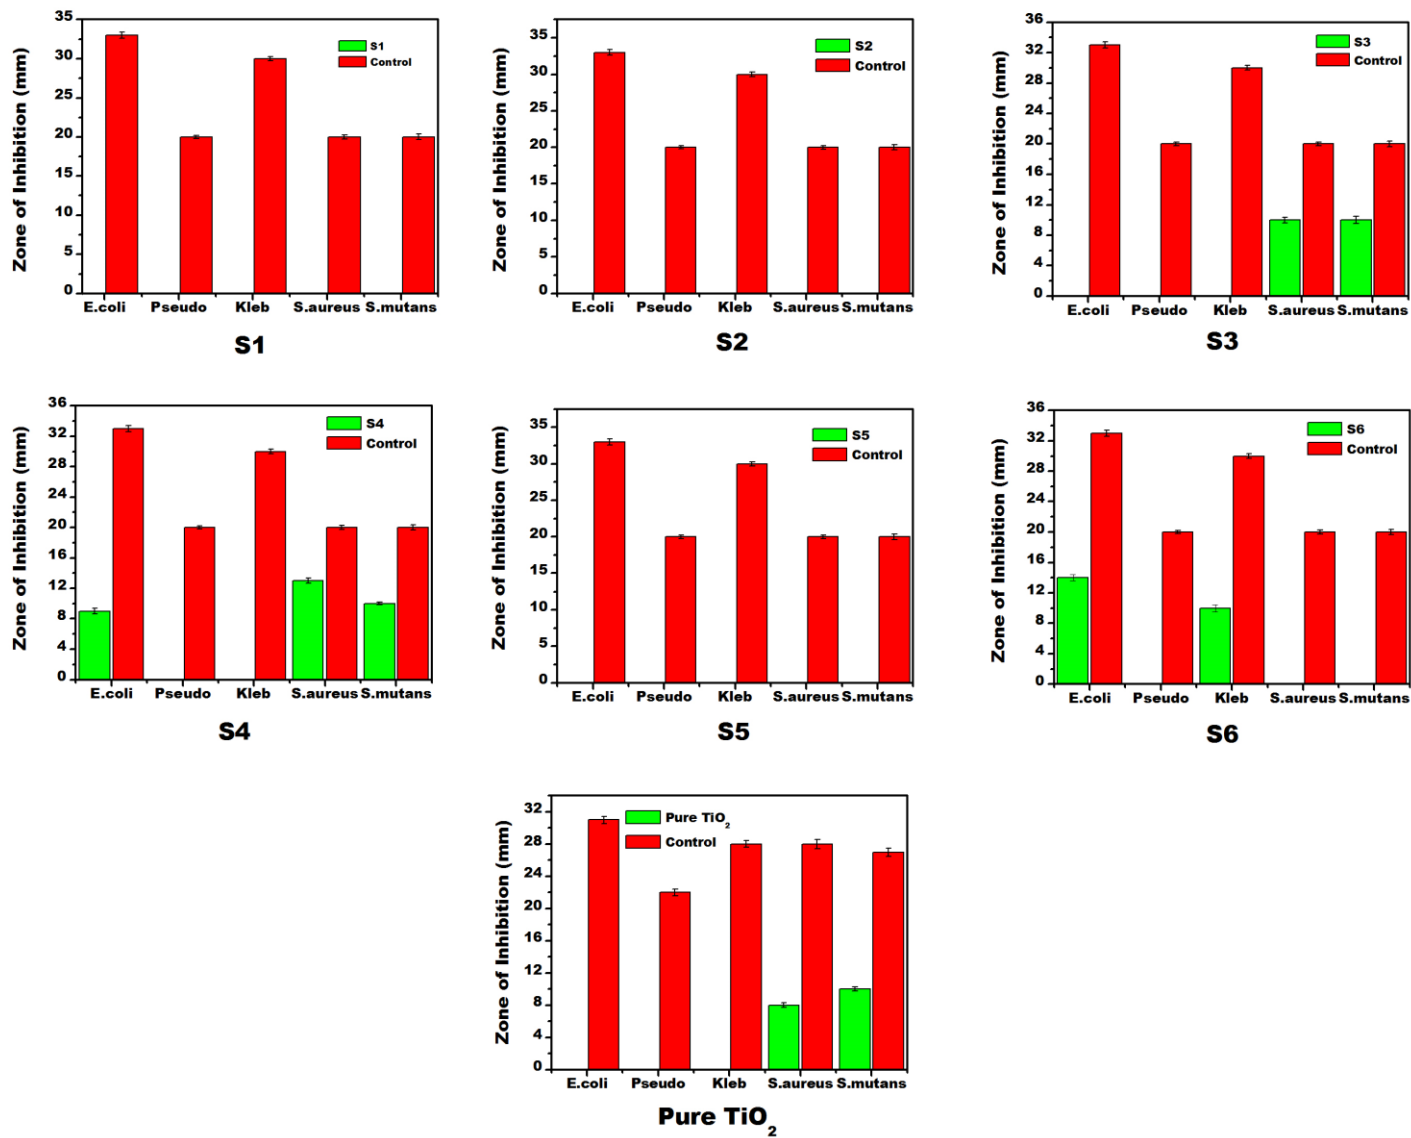 Zone of Inhibition (mm)
35
30
25
20
15
10
5
0
S1
Control
E.coli Pseudo Kleb S.aureus S.mutans
S1
Zone of Inhibition (mm)
35
30
25
20
15
10
5
0
S2
Control
E.coli Pseudo Kleb S.aureus S.mutans
S2
Zone of Inhibition (mm)
36
32
28
24
20
16
12
8
4
0
S3
Control
E.coli Pseudo Kleb S.aureus S.mutans
S3
Zone of Inhibition (mm)
36
32
28
24
20
16
12
8
4
0
S4
Control
E.coli Pseudo Kleb S.aureus S.mutans
S4
Zone of Inhibition (mm)
35
30
25
20
15
10
5
0
S5
Control
E.coli Pseudo Kleb S.aureus S.mutans
S5
Zone of Inhibition (mm)
36
32
28
24
20
16
12
8
4
0
S6
Control
E.coli Pseudo Kleb S.aureus S.mutans
S6
Zone of Inhibition (mm)
32
28
24
20
16
12
8
4
0
Pure TiO₂
Control
E.coli Pseudo Kleb S.aureus S.mutans
Pure TiO₂